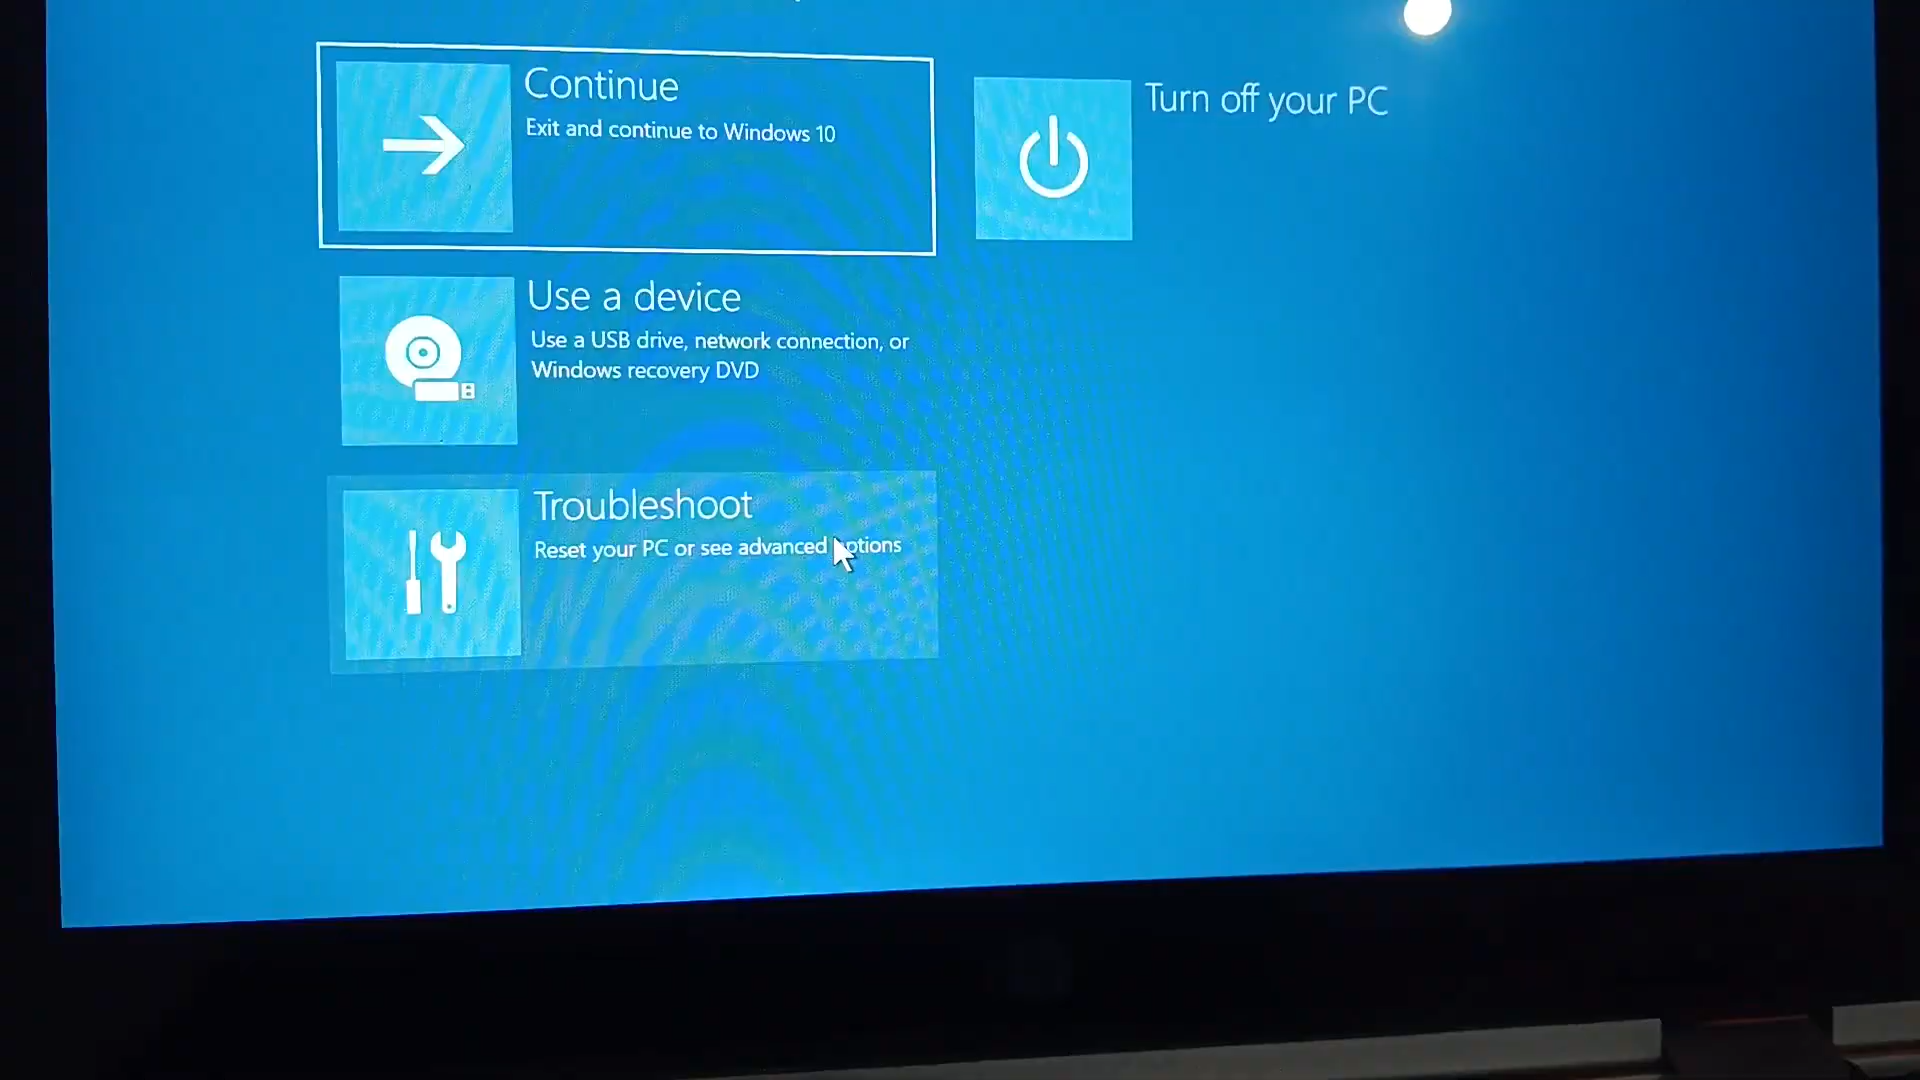 Continue
Exit and continue to Windows 10
Turn off your PC
Use a device
Use a USB drive, network connection, or
Windows recovery DVD
Troubleshoot
Reset your PC or see advanced options